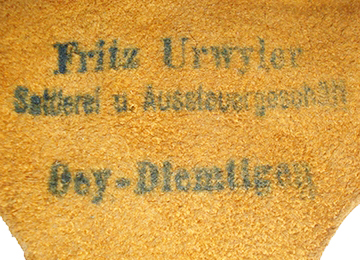 Fritz Urwyler
Sattlerei u. Aussteuergeschäft
Oey-Diemtigen